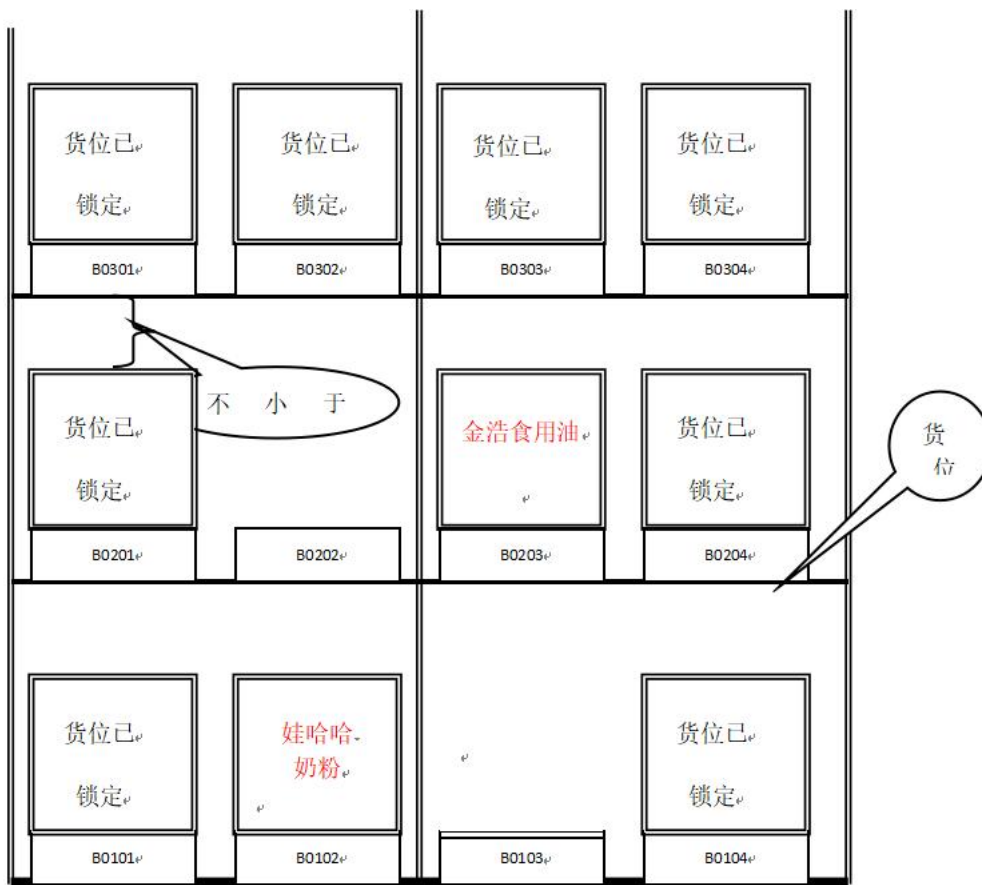 货位已 货位已 货位已 货位已
锁定 锁定 锁定 锁定
B0301 B0302 B0303 B0304
不 小 于
货位已 金浩食用油 货位已
锁定 锁定
货
位
B0201 B0202 B0203 B0204
货位已 娃哈哈 货位已
奶粉
锁定 锁定
B0101 B0102 B0103 B0104